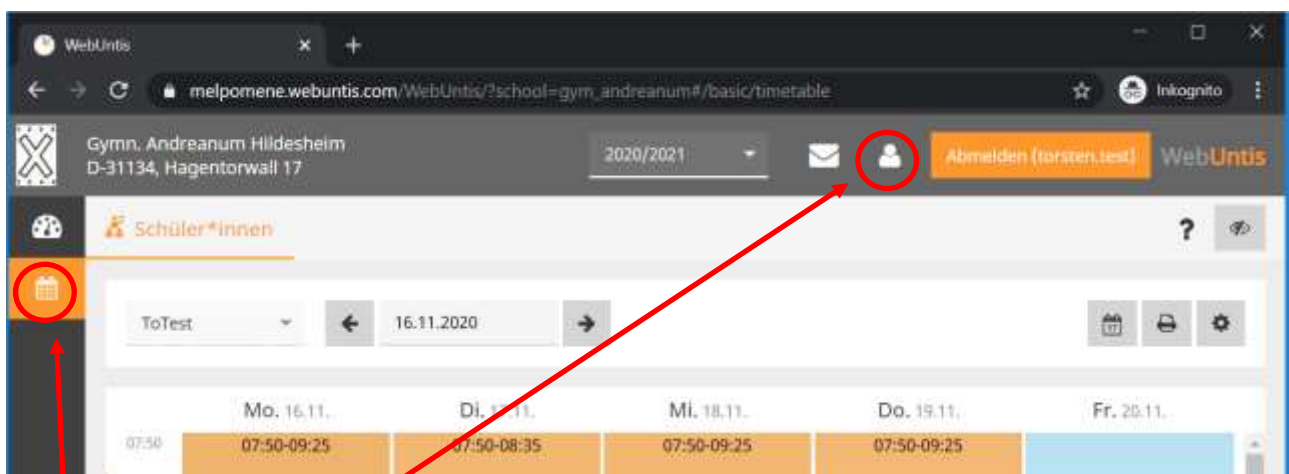 WebUntis
melpomene.webuntis.com/WebUntis/?school=gym_andreanum#/basic/timetable
Inkognito
Gymn. Andreanum Hildesheim
D-31134, Hagentorwall 17
2020/2021
Abmelden (torsten.test)
WebUntis
Schüler*innen
?
ToTest
16.11.2020
Mo. 16.11.
Di. 17.11.
Mi. 18.11.
Do. 19.11.
Fr. 20.11.
07:50
07:50-09:25
07:50-08:35
07:50-09:25
07:50-09:25